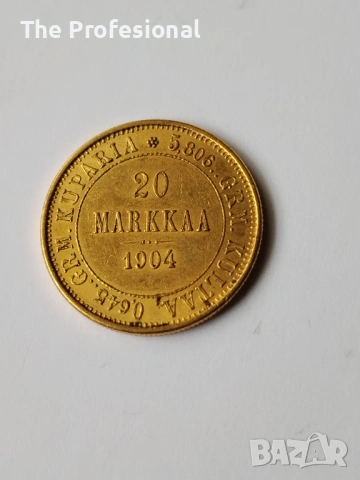 The Profesional
20
MARKKAA
1904
0,645..GRM. KUPARIA ✻ 5,806..GRM. KULTAA.
BAZAR